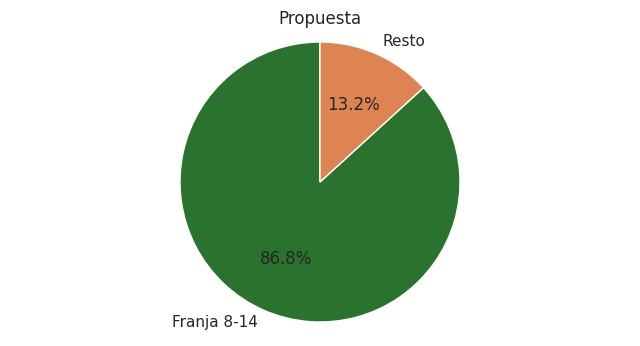 Propuesta
Resto
13.2%
86.8%
Franja 8-14